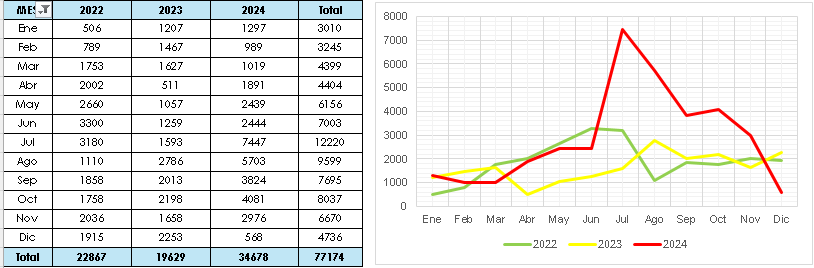 MES 2022 2023 2024 Total
Ene 506 1207 1297 3010
Feb 789 1467 989 3245
Mar 1753 1627 1019 4399
Abr 2002 511 1891 4404
May 2660 1057 2439 6156
Jun 3300 1259 2444 7003
Jul 3180 1593 7447 12220
Ago 1110 2786 5703 9599
Sep 1858 2013 3824 7695
Oct 1758 2198 4081 8037
Nov 2036 1658 2976 6670
Dic 1915 2253 568 4736
Total 22867 19629 34678 77174
8000
7000
6000
5000
4000
3000
2000
1000
0
Ene Feb Mar Abr May Jun Jul Ago Sep Oct Nov Dic
2022 2023 2024